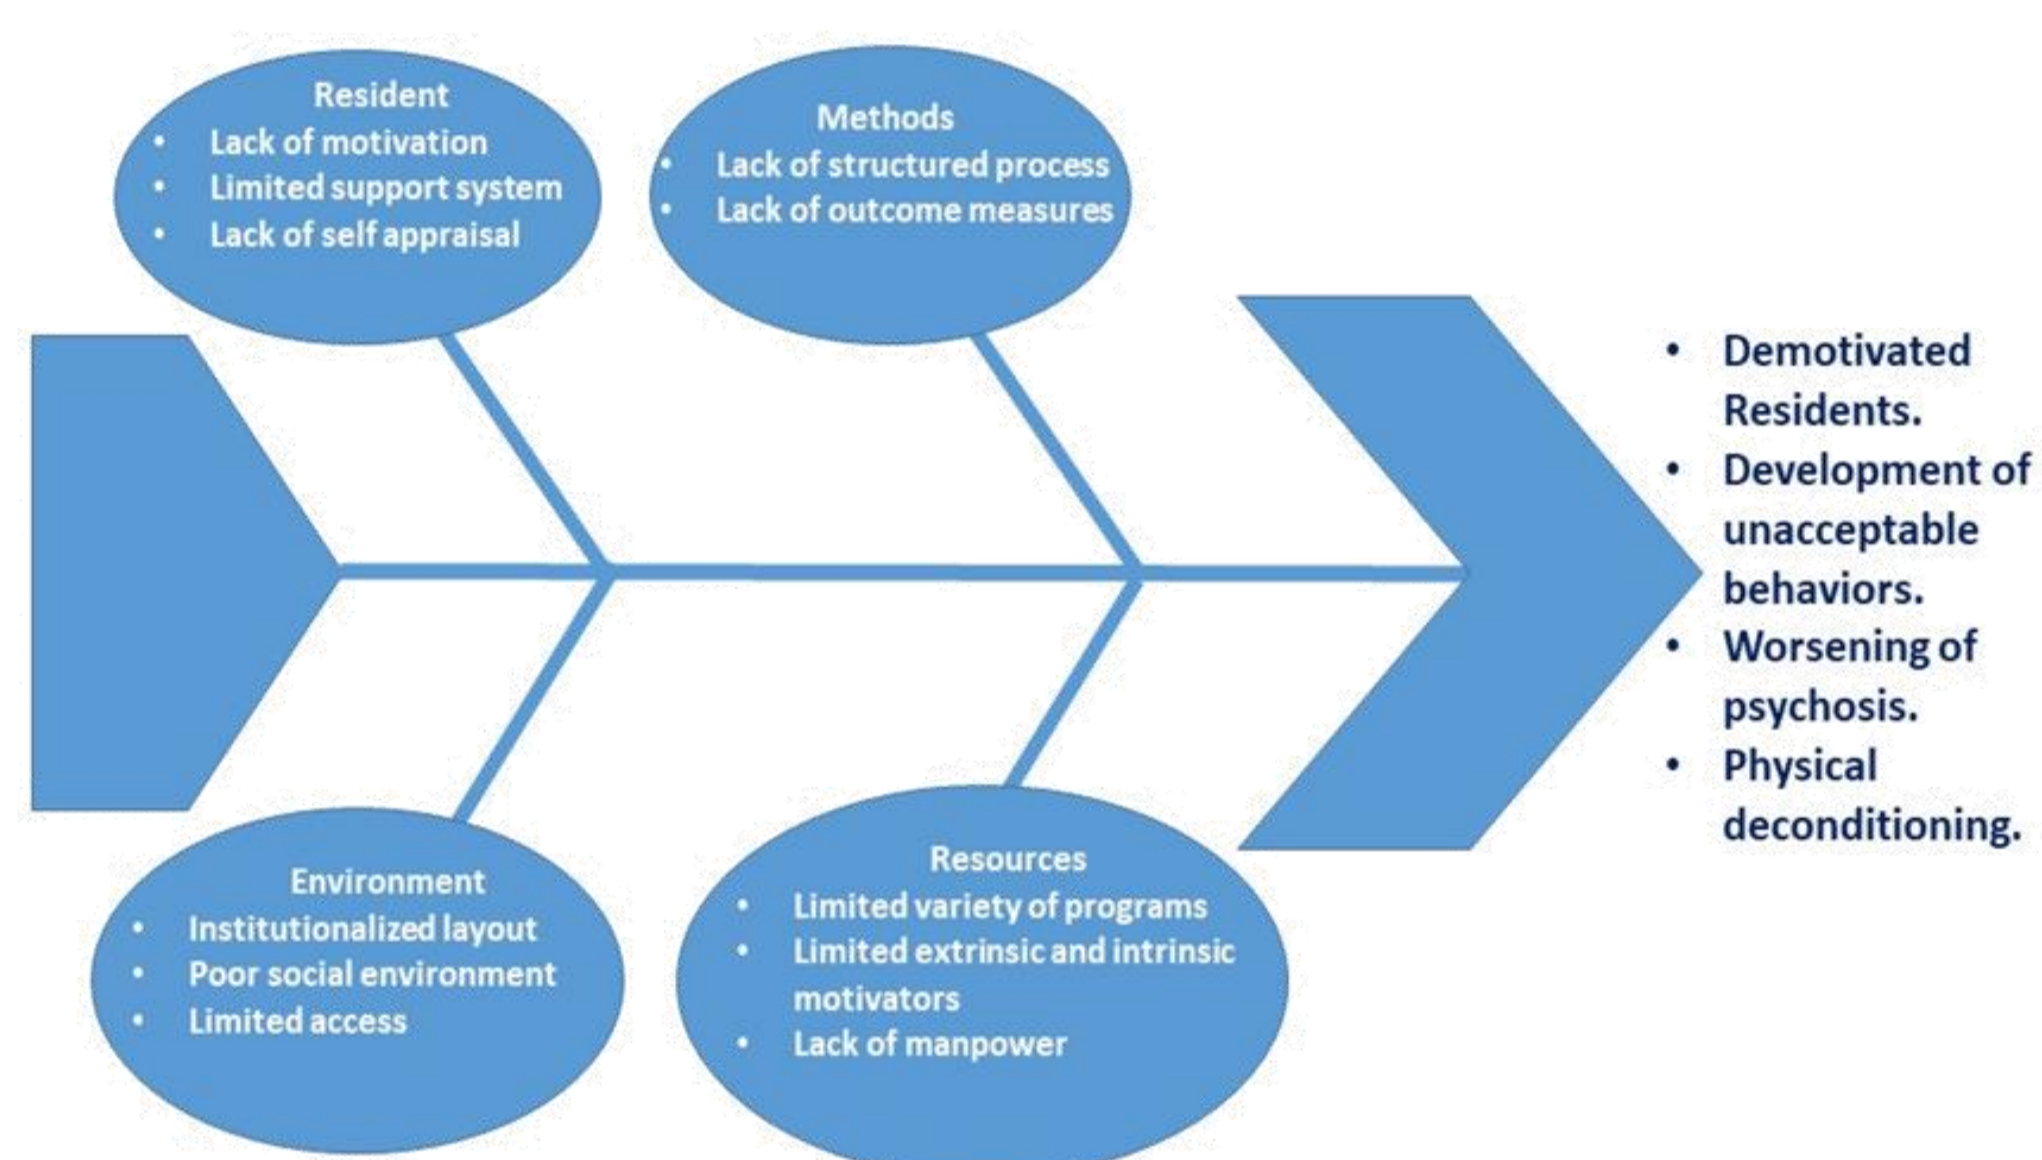 Resident
• Lack of motivation
• Limited support system
• Lack of self appraisal
Methods
• Lack of structured process
• Lack of outcome measures
Environment
• Institutionalized layout
• Poor social environment
• Limited access
Resources
• Limited variety of programs
• Limited extrinsic and intrinsic
motivators
• Lack of manpower
• Demotivated
Residents.
• Development of
unacceptable
behaviors.
• Worsening of
psychosis.
• Physical
deconditioning.